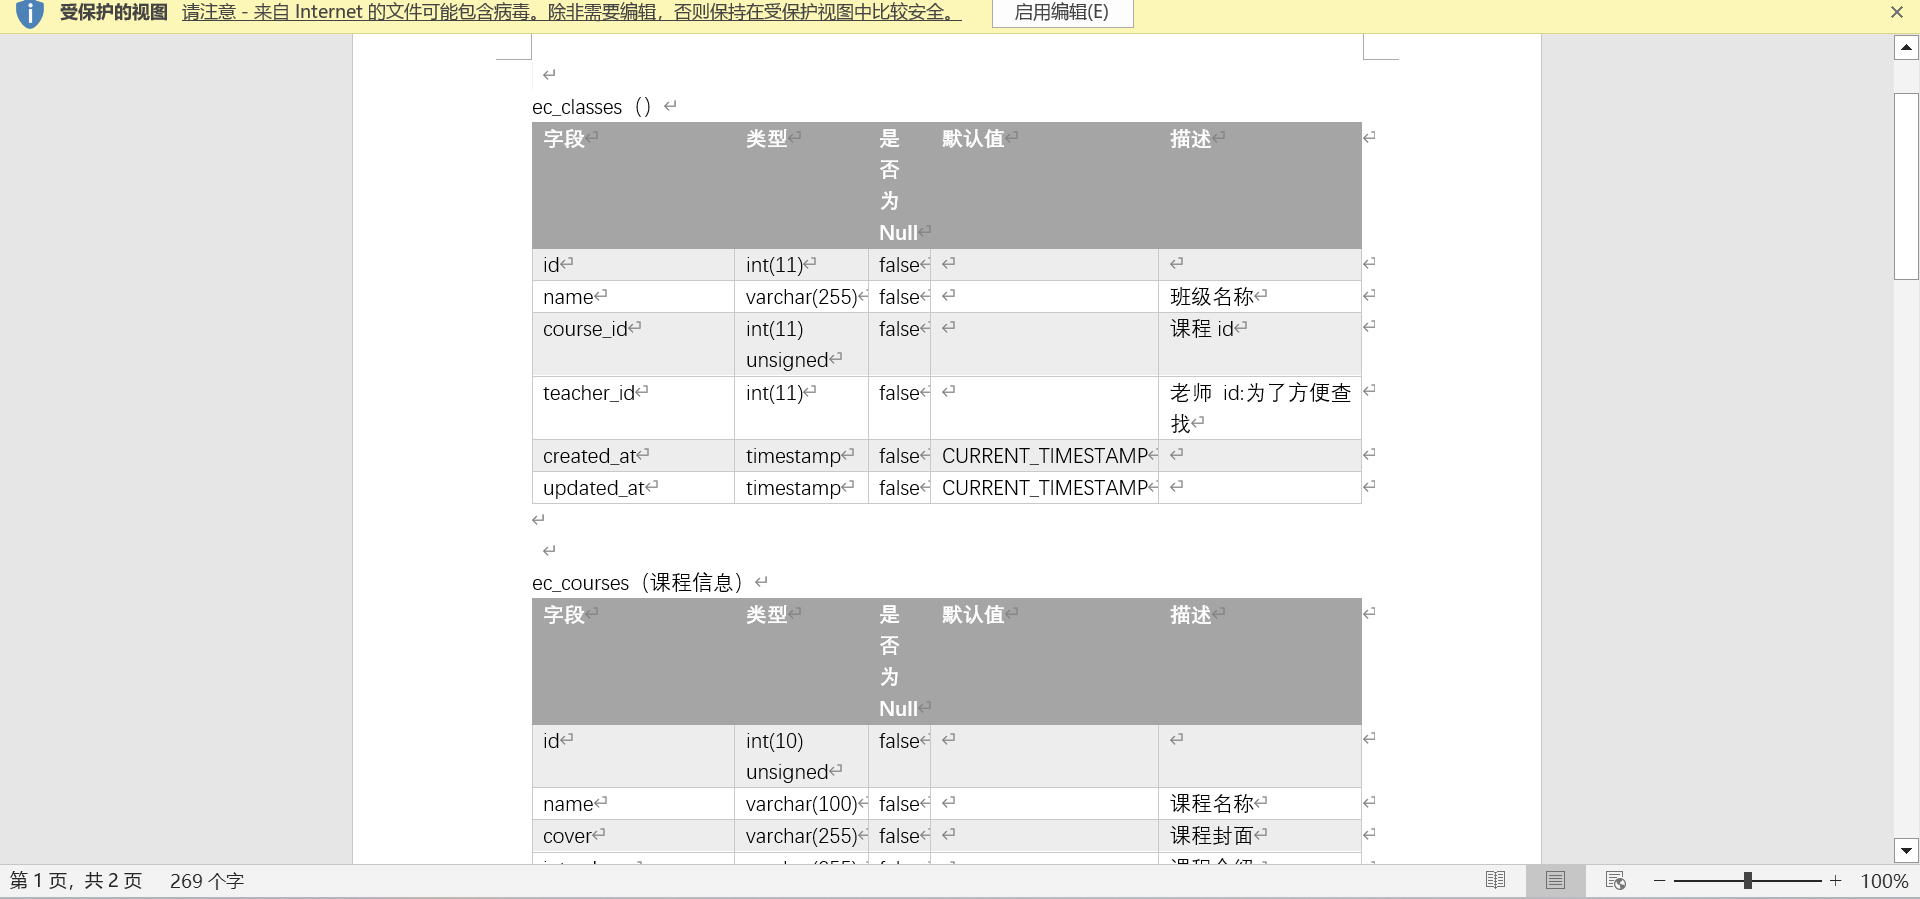 受保护的视图 请注意 - 来自 Internet 的文件可能包含病毒。除非需要编辑，否则保持在受保护视图中比较安全。 启用编辑(E)
ec_classes（）
字段 类型 是否为Null 默认值 描述
id int(11) false
name varchar(255) false 班级名称
course_id int(11) unsigned false 课程 id
teacher_id int(11) false 老师 id:为了方便查找
created_at timestamp false CURRENT_TIMESTAMP
updated_at timestamp false CURRENT_TIMESTAMP
ec_courses（课程信息）
字段 类型 是否为Null 默认值 描述
id int(10) unsigned false
name varchar(100) false 课程名称
cover varchar(255) false 课程封面
第 1 页，共 2 页 269 个字 100%